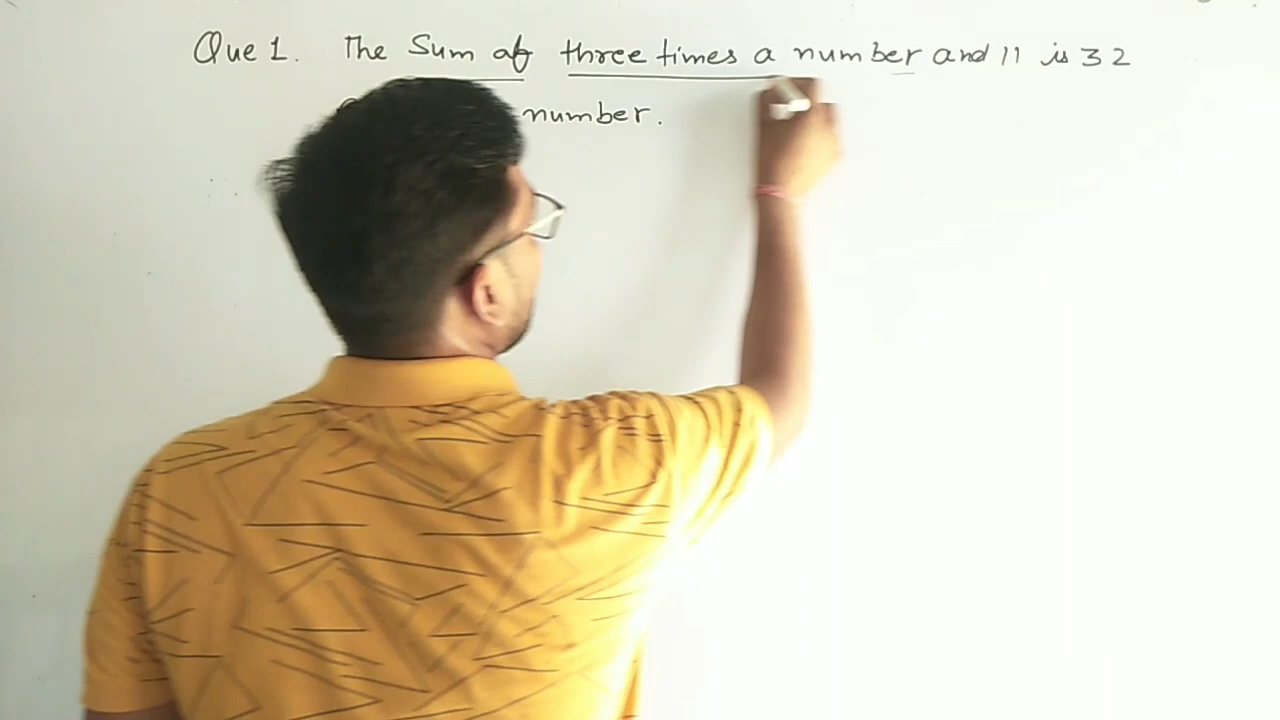 Que 1. The Sum of three times a number and 11 is 32
number.